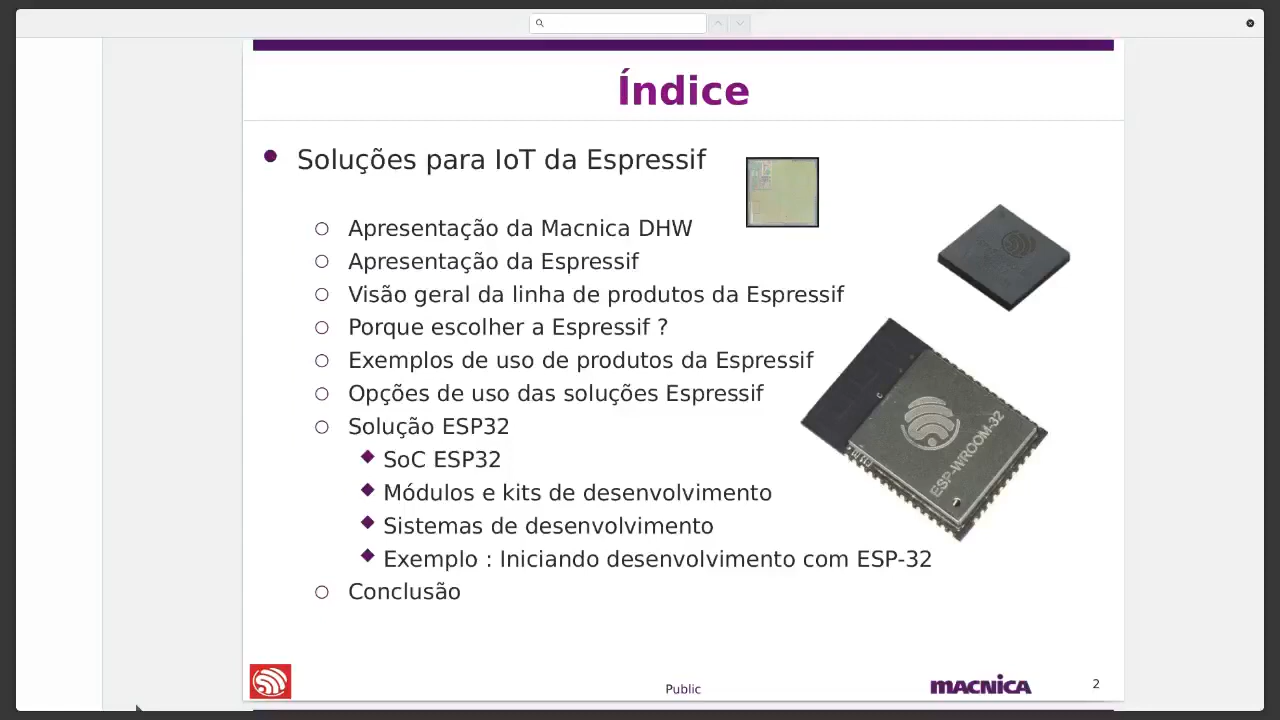 Índice
Soluções para IoT da Espressif
Apresentação da Macnica DHW
Apresentação da Espressif
Visão geral da linha de produtos da Espressif
Porque escolher a Espressif ?
Exemplos de uso de produtos da Espressif
Opções de uso das soluções Espressif
Solução ESP32
SoC ESP32
Módulos e kits de desenvolvimento
Sistemas de desenvolvimento
Exemplo : Iniciando desenvolvimento com ESP-32
Conclusão
ESP-WROOM-32
Public
MACNICA
2